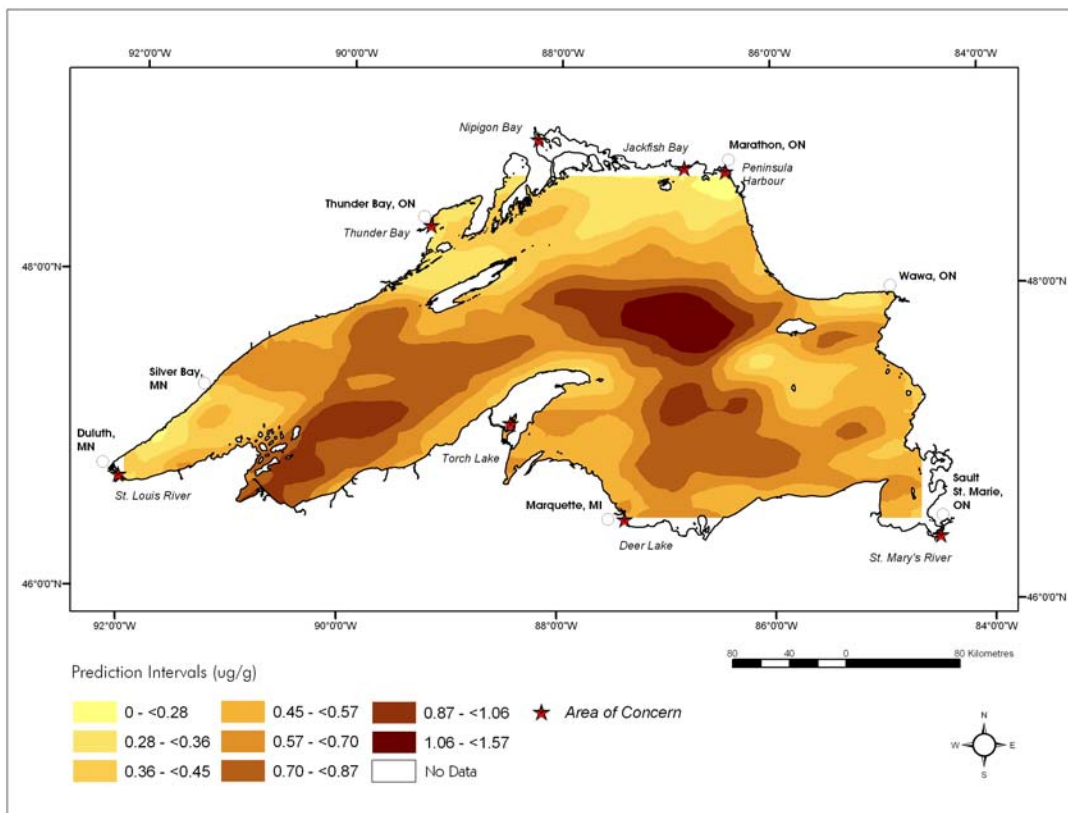 92°0'0"W 90°0'0"W 88°0'0"W 86°0'0"W 84°0'0"W
Nipigon Bay
Jackfish Bay
Marathon, ON
Peninsula
Harbour
Thunder Bay, ON
Thunder Bay
48°0'0"N
48°0'0"N
Wawa, ON
Silver Bay,
MN
Duluth,
MN
St. Louis River
Torch Lake
Marquette, MI
Deer Lake
Sault
St. Marie,
ON
St. Mary's River
46°0'0"N
46°0'0"N
92°0'0"W 90°0'0"W 88°0'0"W 86°0'0"W 84°0'0"W
80 40 0 80 Kilometres
Prediction Intervals (ug/g)
0 - <0.28 0.45 - <0.57 0.87 - <1.06 Area of Concern
0.28 - <0.36 0.57 - <0.70 1.06 - <1.57
0.36 - <0.45 0.70 - <0.87 No Data
N
W E
S